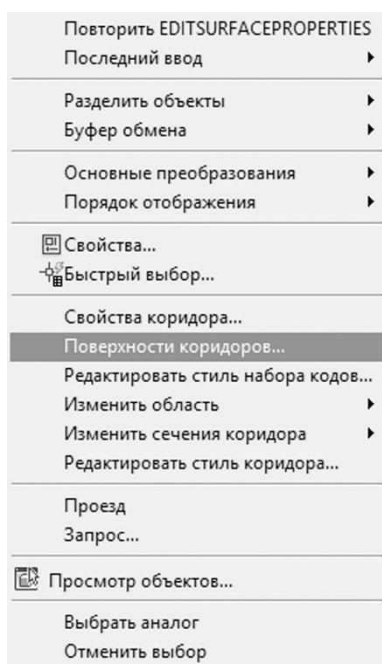 Повторить EDITSURFACEPROPERTIES
Последний ввод
Разделить объекты
Буфер обмена
Основные преобразования
Порядок отображения
Свойства...
Быстрый выбор...
Свойства коридора...
Поверхности коридоров...
Редактировать стиль набора кодов...
Изменить область
Изменить сечения коридора
Редактировать стиль коридора...
Проезд
Запрос...
Просмотр объектов...
Выбрать аналог
Отменить выбор